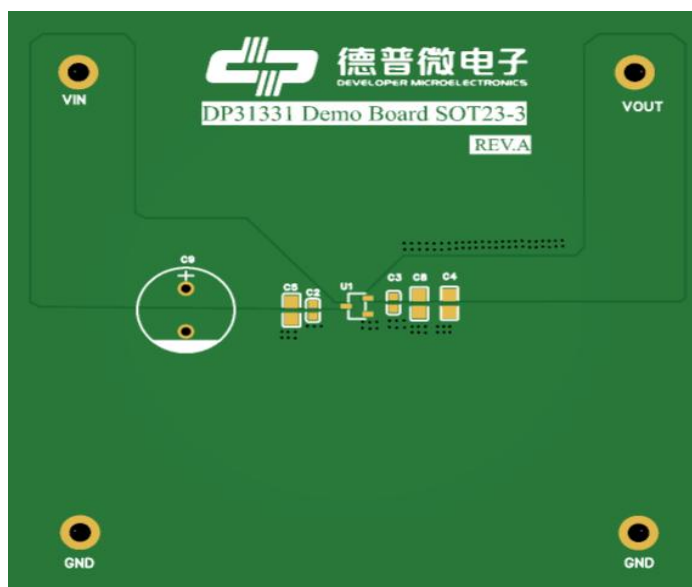 德普微电子
DEVELOPER MICROELECTRONICS
DP31331 Demo Board SOT23-3
REV.A
VIN
VOUT
C9
+
C5
C2
U1
C3
C8
C4
GND
GND